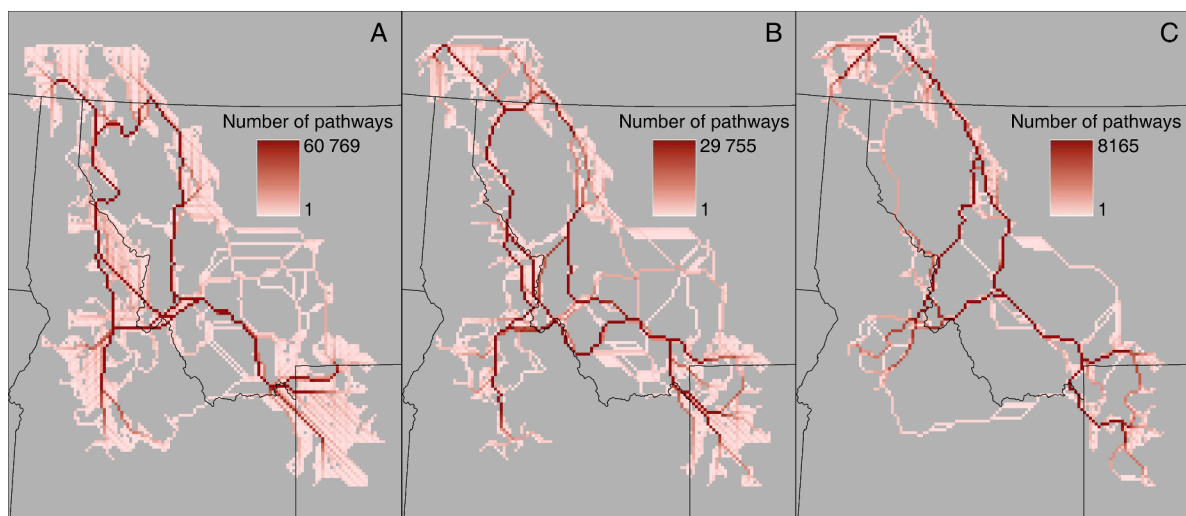 A
Number of pathways
60 769
1
B
Number of pathways
29 755
1
C
Number of pathways
8165
1